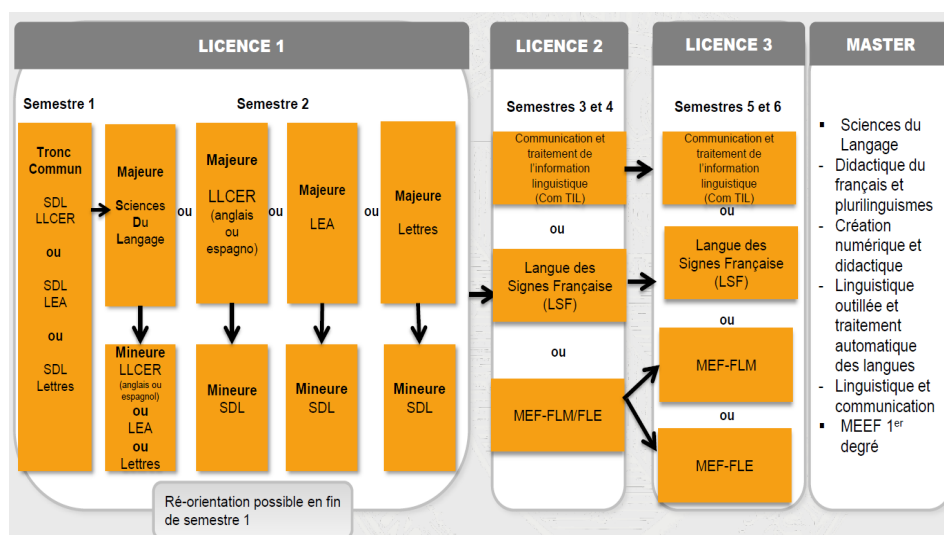 LICENCE 1
Semestre 1
Semestre 2
Tronc
Commun
SDL
LLCER
ou
SDL
LEA
ou
SDL
Lettres
Majeure
Sciences
Du
Langage
ou
Majeure
LLCER
(anglais
ou
espagno)
ou
Majeure
LEA
ou
Majeure
Lettres
Mineure
LLCER
(anglais ou
espagnol)
ou
LEA
ou
Lettres
Mineure
SDL
Mineure
SDL
Mineure
SDL
Ré-orientation possible en fin
de semestre 1
LICENCE 2
Semestres 3 et 4
Communication et
traitement de
l'information
linguistique
(Com TIL)
ou
Langue des
Signes Française
(LSF)
ou
MEF-FLM/FLE
LICENCE 3
Semestres 5 et 6
Communication et
traitement de
l'information
linguistique
(Com TIL)
ou
Langue des
Signes Française
(LSF)
ou
MEF-FLM
ou
MEF-FLE
MASTER
▪ Sciences du
Langage
- Didactique du
français et
plurilinguismes
- Création
numérique et
didactique
- Linguistique
outillée et
traitement
automatique
des langues
- Linguistique et
communication
▪ MEEF 1er
degré